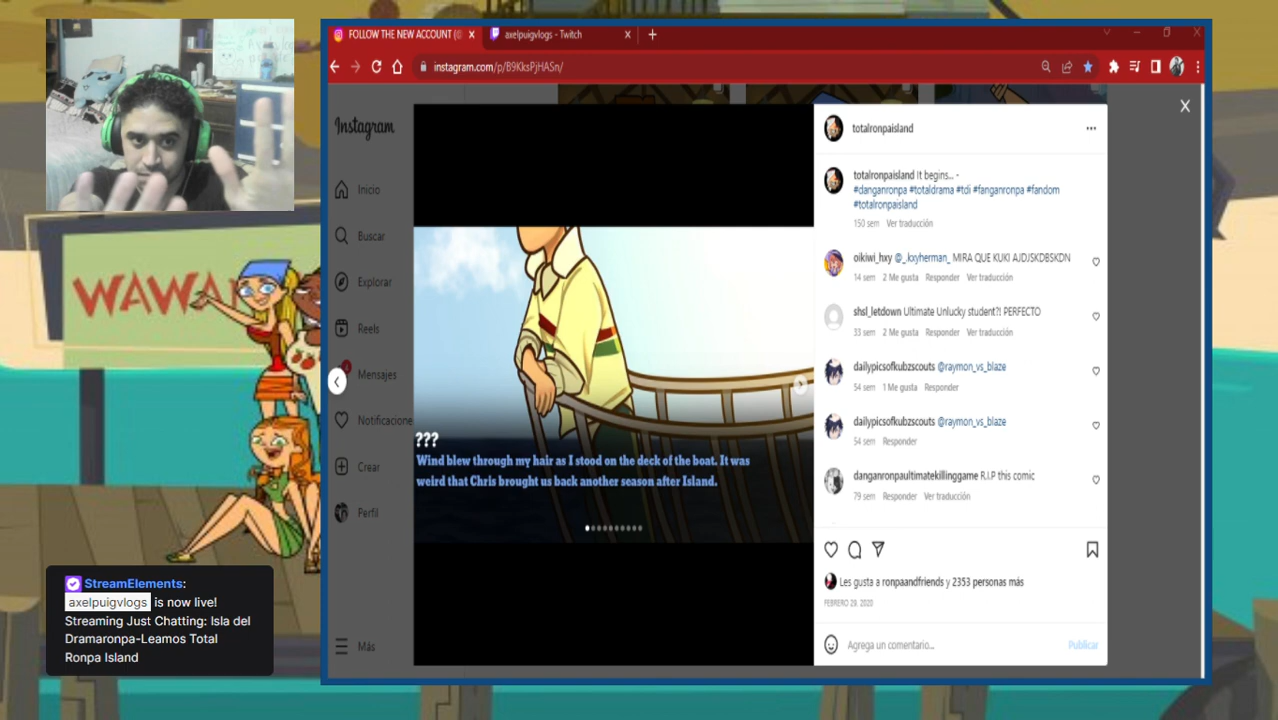 FOLLOW THE NEW ACCOUNT (@
axelpuigvlogs - Twitch
instagram.com/p/B9KksPjHASn/
Instagram
Inicio
Buscar
Explorar
Reels
Mensajes
Notificacione
Crear
Perfil
Más
WAWA
???
Wind blew through my hair as I stood on the deck of the boat. It was
weird that Chris brought us back another season after Island.
totalronpaisland
totalronpaisland It begins... -
#danganronpa #totaldrama #tdi #fanganronpa #fandom
#totalronpaisland
150 sem Ver traducción
oikiwi_hxy @_.kxyherman_ MIRA QUE KUKI AJDJSKDBSKDN
14 sem 2 Me gusta Responder Ver traducción
shsl_letdown Ultimate Unlucky student?! PERFECTO
33 sem 2 Me gusta Responder Ver traducción
dailypicsofkubzscouts @raymon_vs_blaze
54 sem 1 Me gusta Responder
dailypicsofkubzscouts @raymon_vs_blaze
54 sem Responder
danganronpaultimatekillinggame R.I.P this comic
79 sem Responder Ver traducción
Les gusta a ronpaandfriends y 2353 personas más
FEBRERO 29, 2020
Agrega un comentario...
Publicar
StreamElements:
axelpuigvlogs is now live!
Streaming Just Chatting: Isla del
Dramaronpa-Leamos Total
Ronpa Island